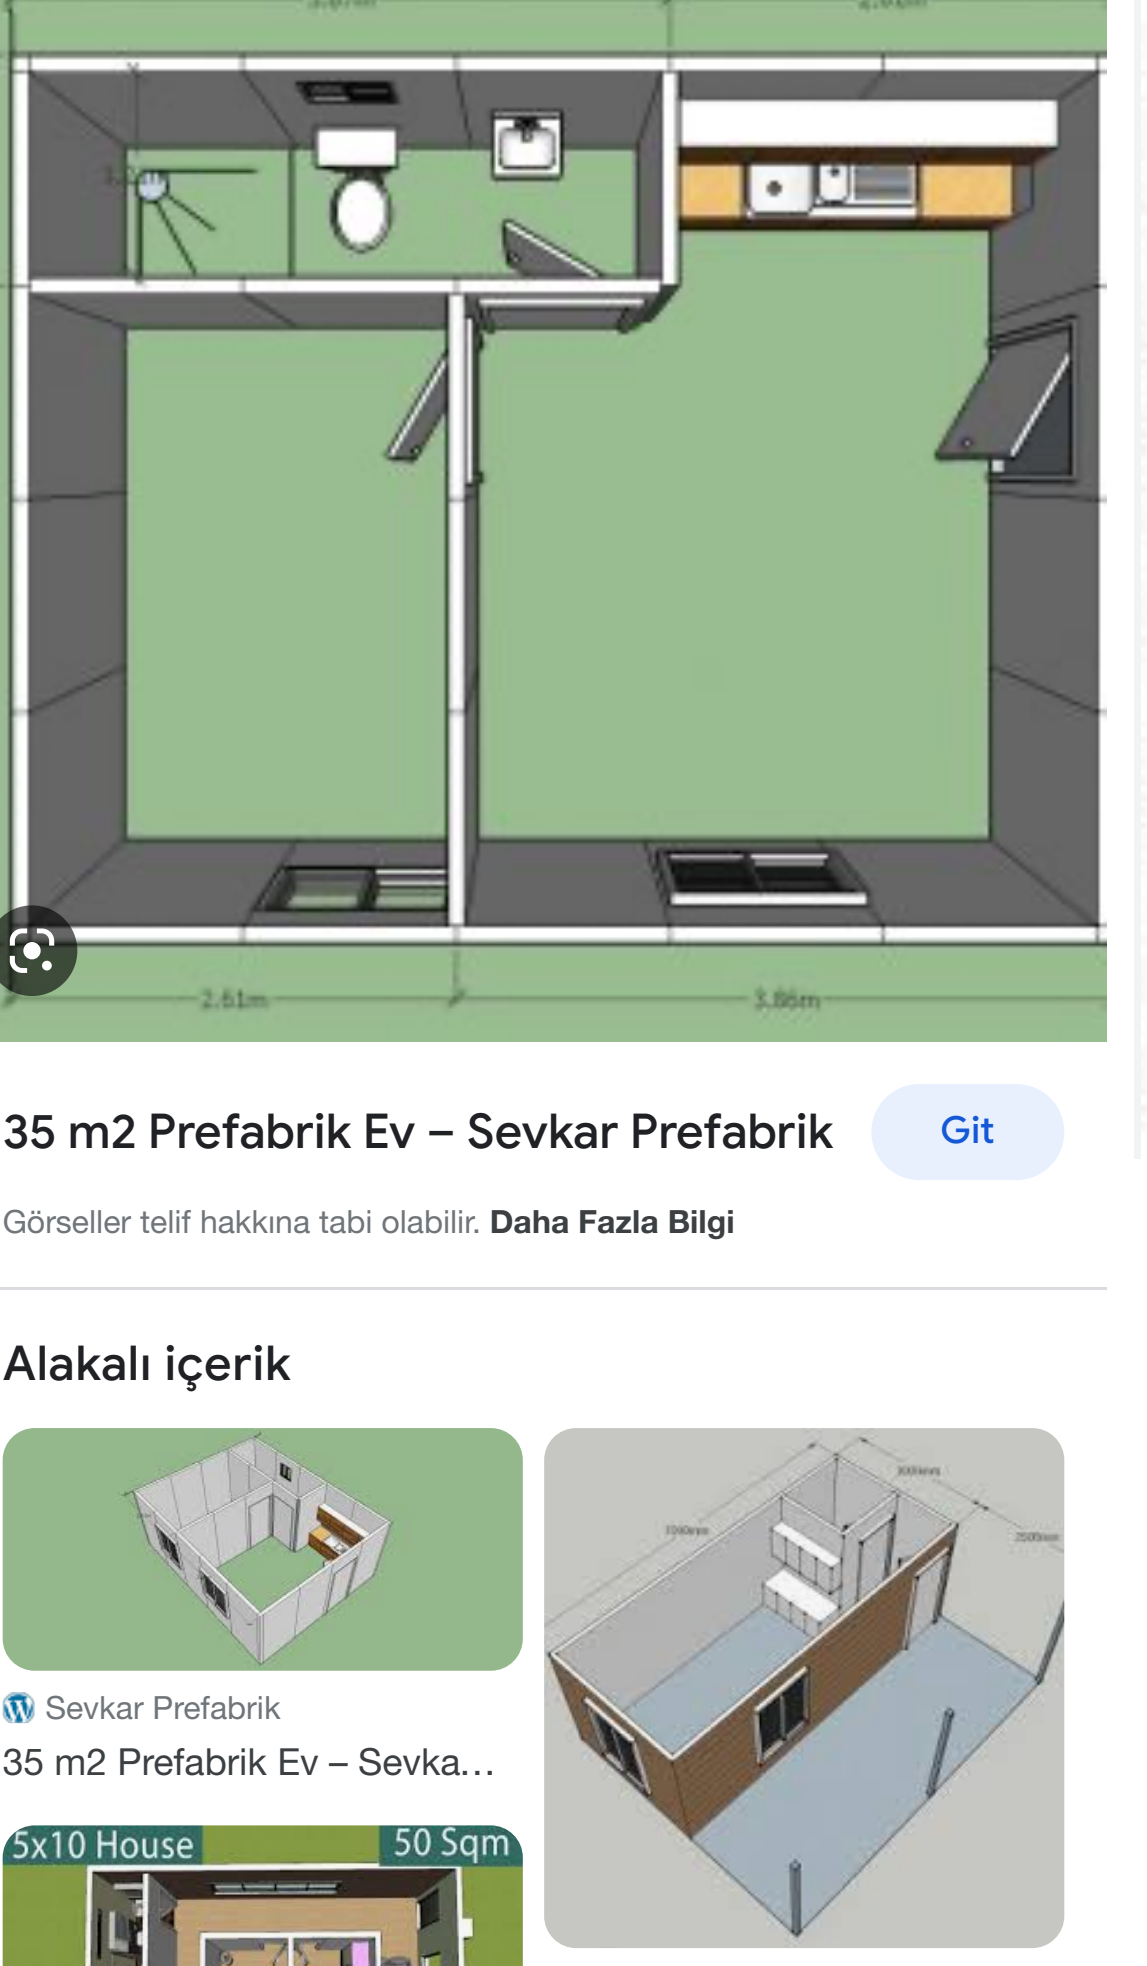 2.61m
3.86m
35 m2 Prefabrik Ev – Sevkar Prefabrik
Git
Görseller telif hakkına tabi olabilir. Daha Fazla Bilgi
Alakalı içerik
Sevkar Prefabrik
35 m2 Prefabrik Ev – Sevka...
5x10 House
50 Sqm